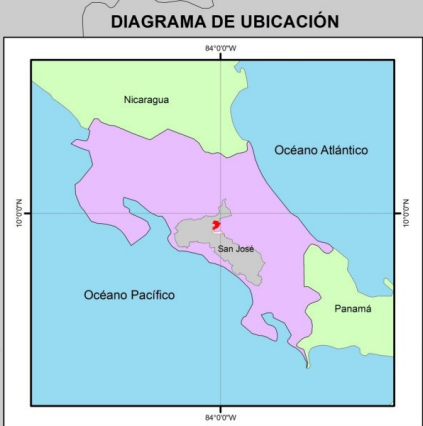 DIAGRAMA DE UBICACIÓN
84°0'0"W
Nicaragua
Océano Atlántico
10°0'0"N
10°0'0"N
San José
Océano Pacífico
Panamá
84°0'0"W